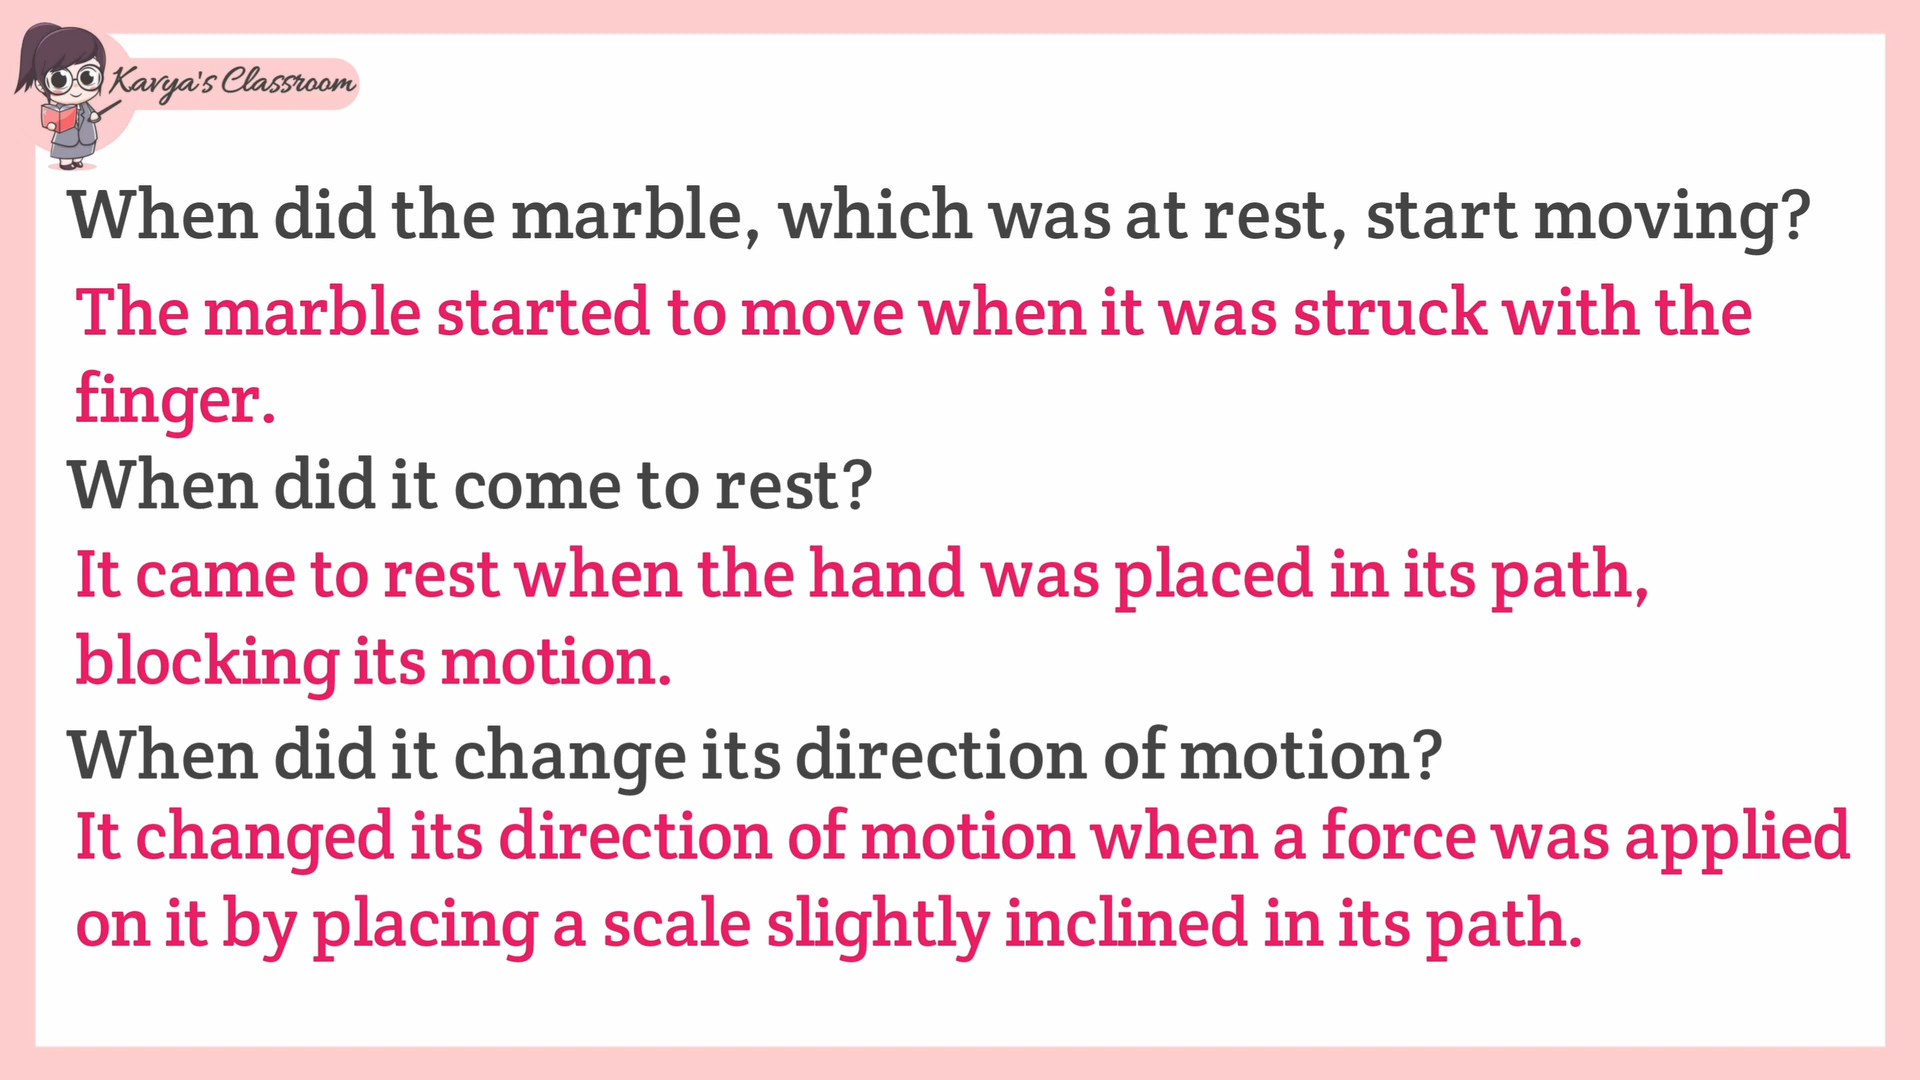 Kavya's Classroom
When did the marble, which was at rest, start moving?
The marble started to move when it was struck with the
finger.
When did it come to rest?
It came to rest when the hand was placed in its path,
blocking its motion.
When did it change its direction of motion?
It changed its direction of motion when a force was applied
on it by placing a scale slightly inclined in its path.